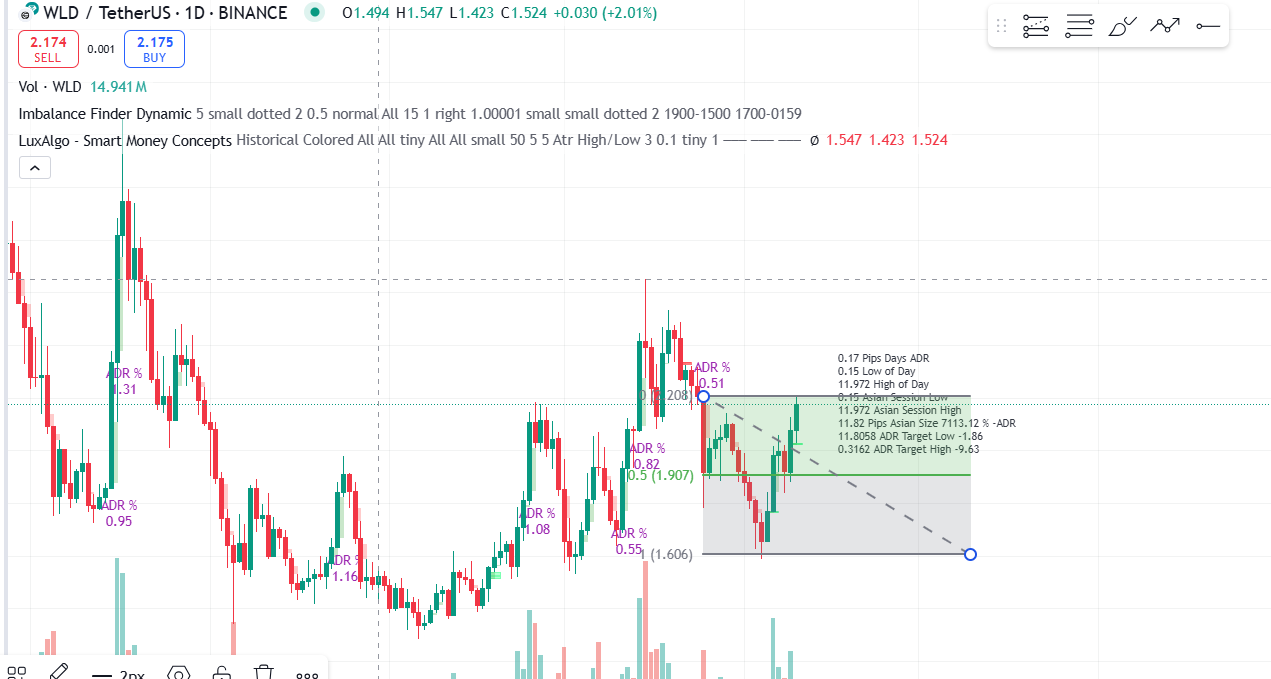 WLD / TetherUS · 1D · BINANCE O1.494 H1.547 L1.423 C1.524 +0.030 (+2.01%)
2.174 0.001 2.175
SELL BUY
Vol · WLD 14.941 M
Imbalance Finder Dynamic 5 small dotted 2 0.5 normal All 15 1 right 1.00001 small small dotted 2 1900-1500 1700-0159
LuxAlgo - Smart Money Concepts Historical Colored All All tiny All All small 50 5 5 Atr High/Low 3 0.1 tiny 1 —— —— —— Ø 1.547 1.423 1.524
0.17 Pips Days ADR
0.15 Low of Day
11.972 High of Day
0.15 Asian Session Low
11.972 Asian Session High
11.82 Pips Asian Size 7113.12 % -ADR
11.8058 ADR Target Low -1.86
0.3162 ADR Target High -9.63
ADR %
1.31
ADR %
0.51
ADR %
0.82
0.5 (1.907)
ADR %
0.95
ADR %
1.08
ADR %
0.55
1 (1.606)
ADR %
1.16
2px